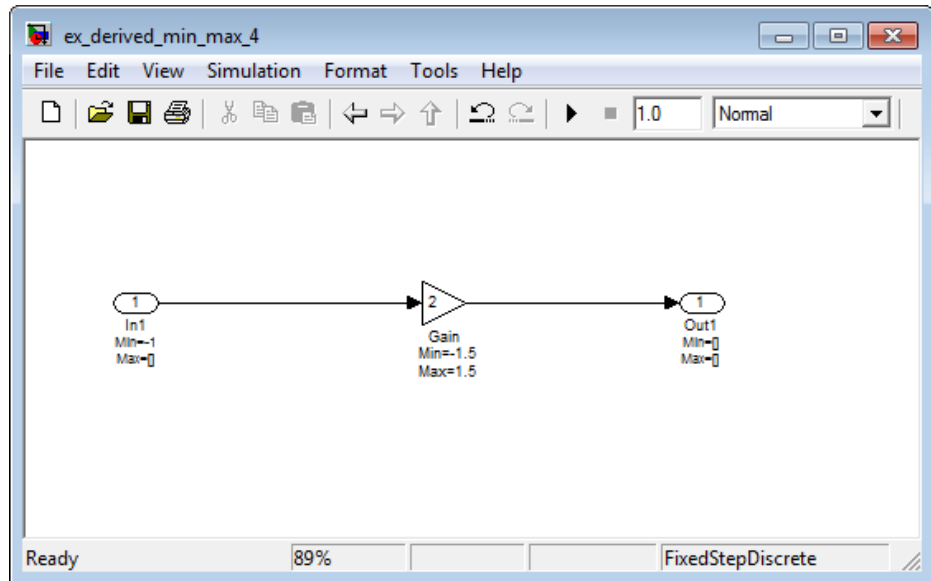 ex_derived_min_max_4
File Edit View Simulation Format Tools Help
1.0 Normal
1
In1
Min=-1
Max=[]
2
Gain
Min=-1.5
Max=1.5
1
Out1
Min=[]
Max=[]
Ready 89% FixedStepDiscrete